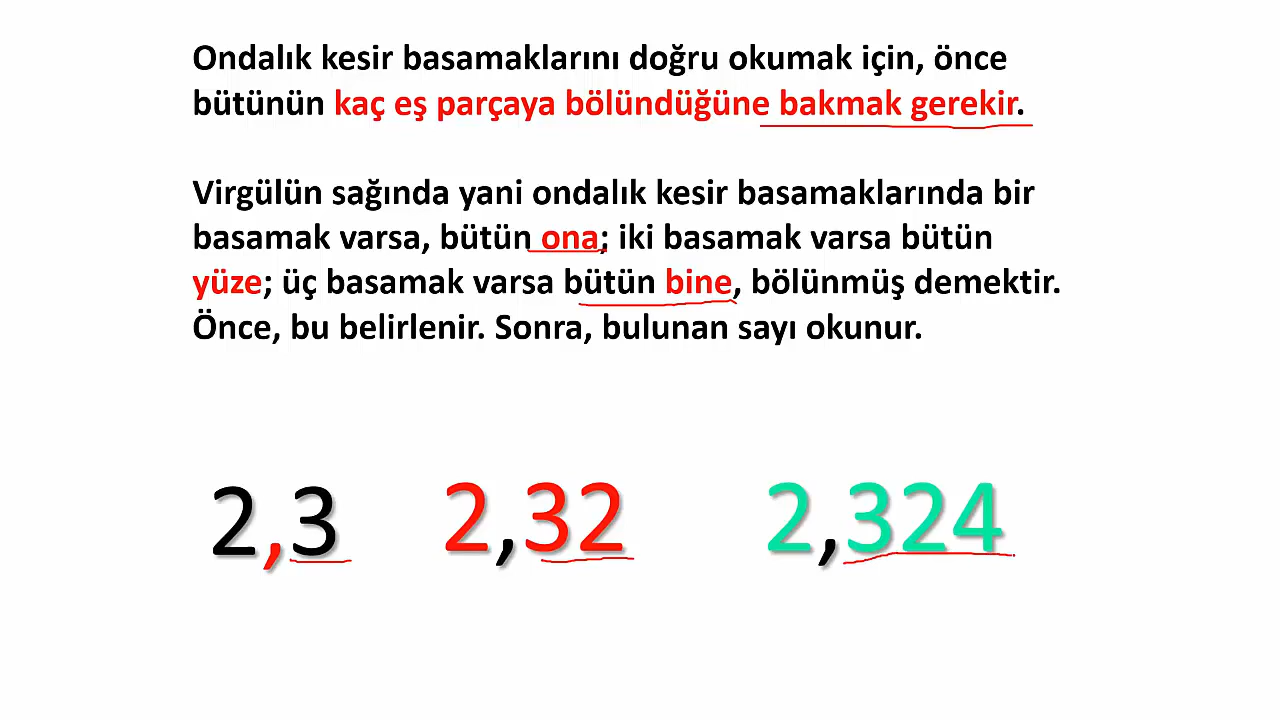 Ondalık kesir basamaklarını doğru okumak için, önce
bütünün kaç eş parçaya bölündüğüne bakmak gerekir.
Virgülün sağında yani ondalık kesir basamaklarında bir
basamak varsa, bütün ona; iki basamak varsa bütün
yüze; üç basamak varsa bütün bine, bölünmüş demektir.
Önce, bu belirlenir. Sonra, bulunan sayı okunur.
2,3 2,32 2,324